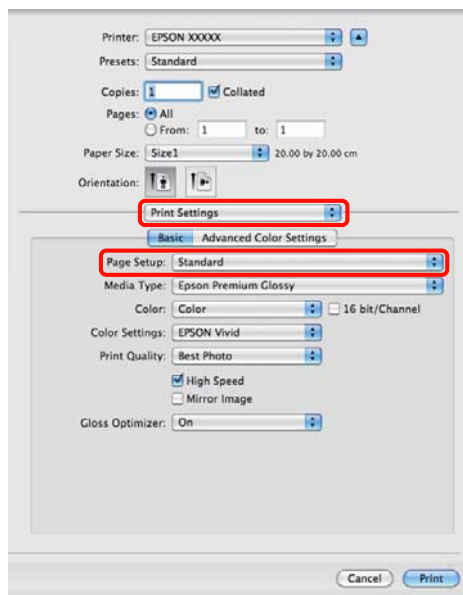 Printer: EPSON XXXXX
Presets: Standard
Copies: 1 Collated
Pages: All
From: 1 to: 1
Paper Size: Size1 20.00 by 20.00 cm
Orientation:
Print Settings
Basic Advanced Color Settings
Page Setup: Standard
Media Type: Epson Premium Glossy
Color: Color 16 bit/Channel
Color Settings: EPSON Vivid
Print Quality: Best Photo
High Speed
Mirror Image
Gloss Optimizer: On
Cancel Print